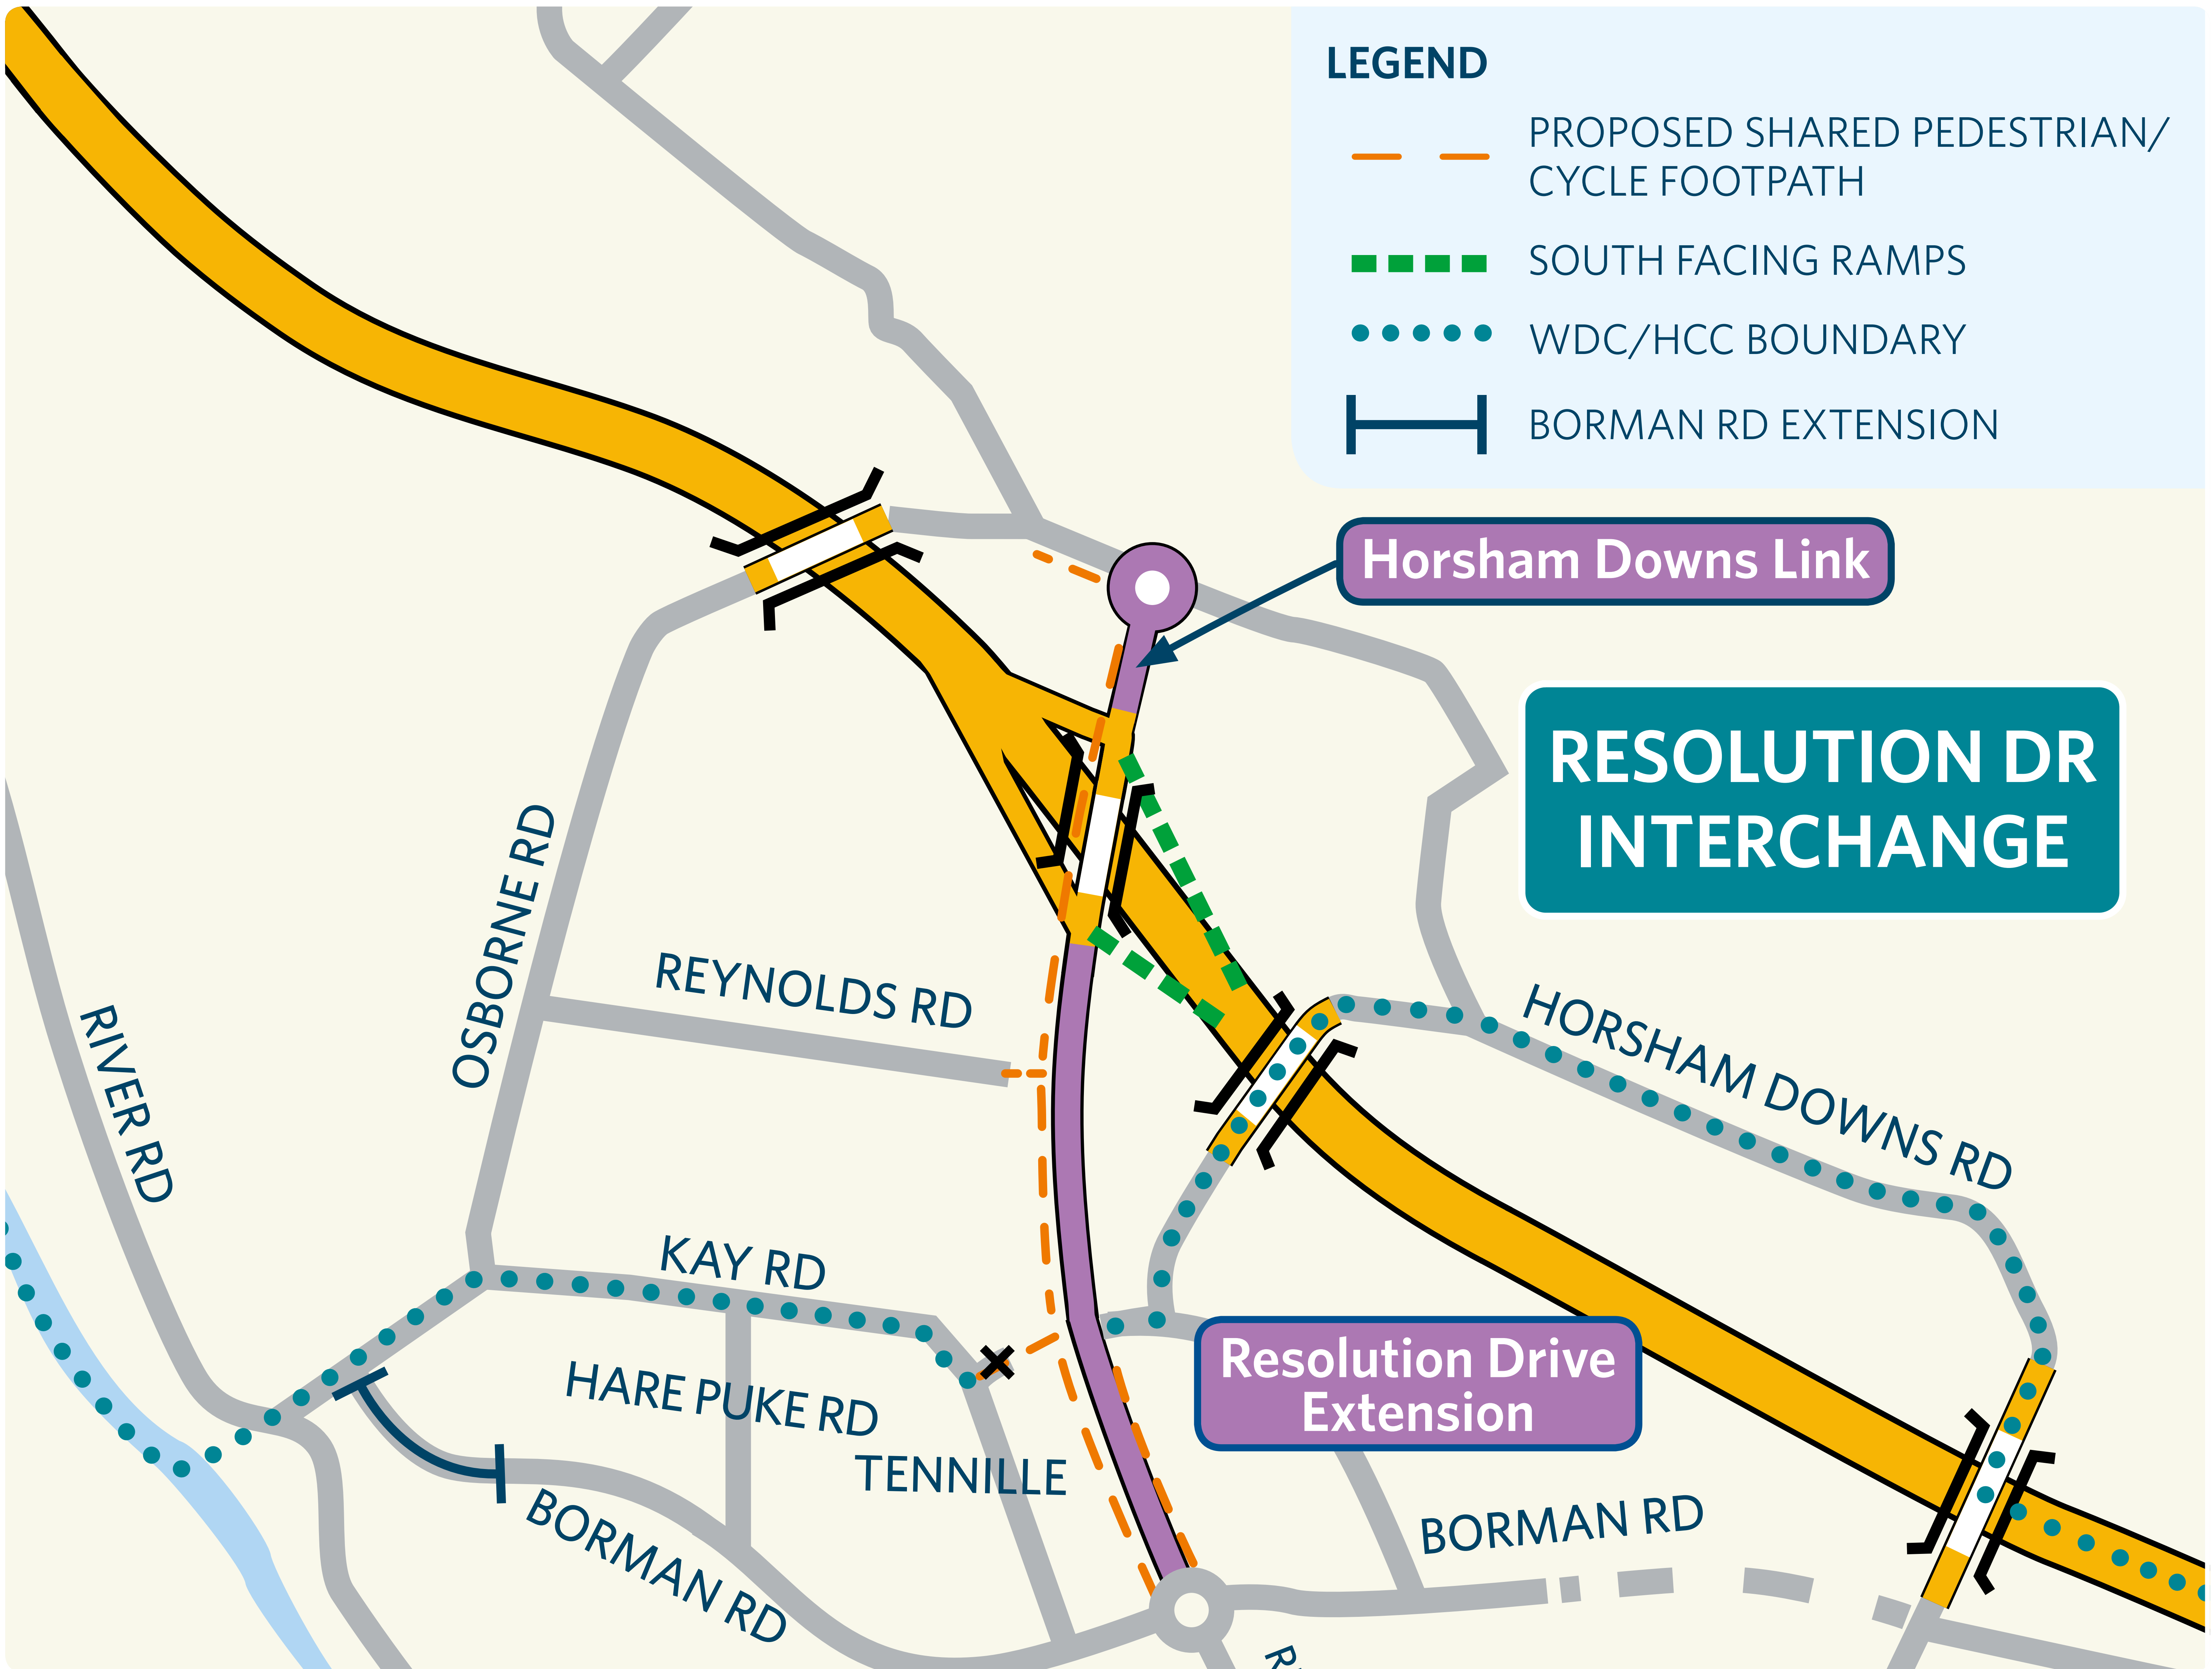 LEGEND
PROPOSED SHARED PEDESTRIAN/
CYCLE FOOTPATH
SOUTH FACING RAMPS
WDC/HCC BOUNDARY
BORMAN RD EXTENSION
Horsham Downs Link
RESOLUTION DR
INTERCHANGE
OSBORNE RD
REYNOLDS RD
RIVER RD
HORSHAM DOWNS RD
KAY RD
HARE PUKE RD
Resolution Drive
Extension
TENNILLE
BORMAN RD
BORMAN RD